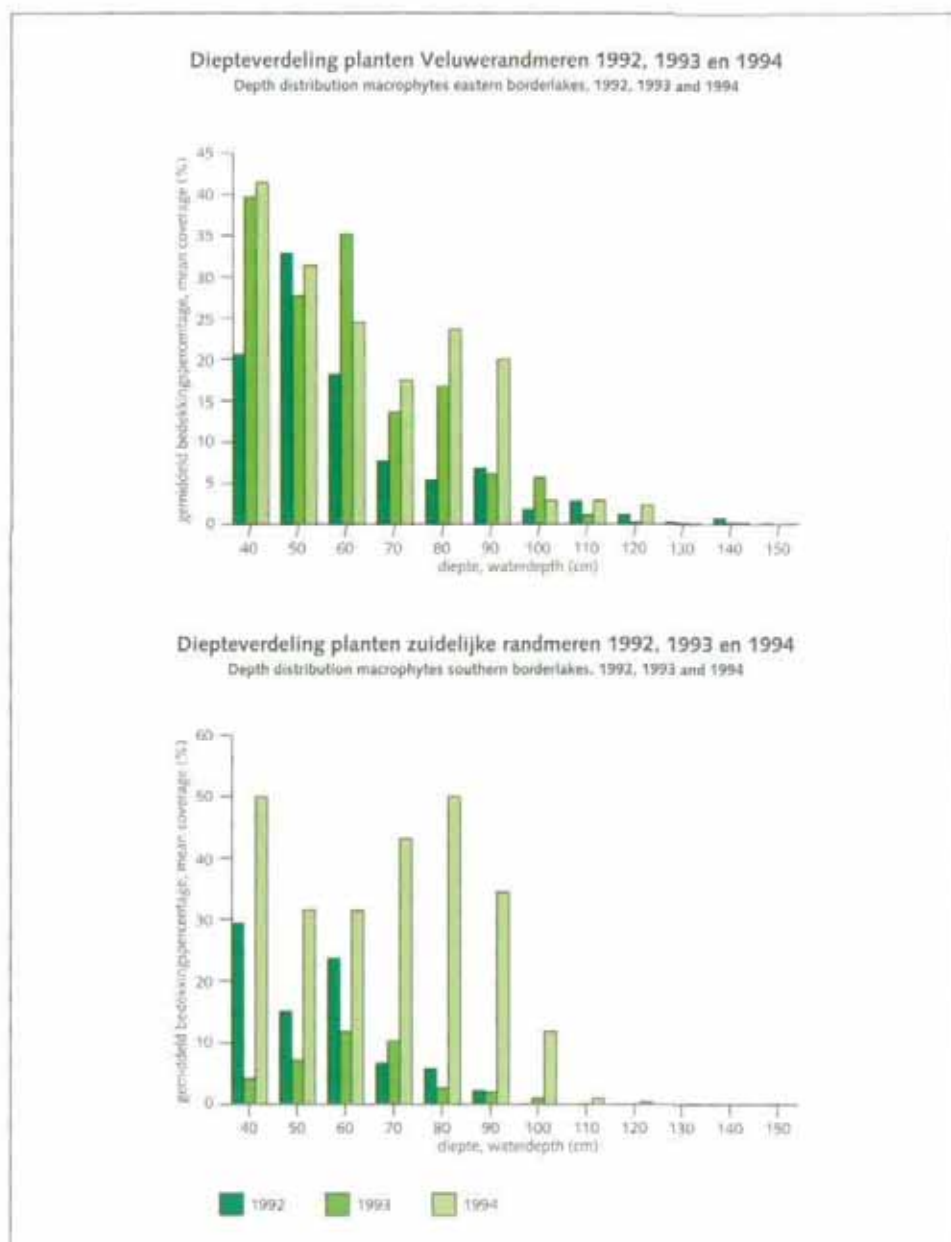 Diepteverdeling planten Veluwerandmeren 1992, 1993 en 1994
Depth distribution macrophytes eastern borderlakes, 1992, 1993 and 1994
gemiddeld bedekkingspercentage, mean coverage (%)
45
40
35
30
25
20
15
10
5
0
40 50 60 70 80 90 100 110 120 130 140 150
diepte, waterdepth (cm)
Diepteverdeling planten zuidelijke randmeren 1992, 1993 en 1994
Depth distribution macrophytes southern borderlakes, 1992, 1993 and 1994
gemiddeld bedekkingspercentage, mean coverage (%)
60
50
40
30
20
10
0
40 50 60 70 80 90 100 110 120 130 140 150
diepte, waterdepth (cm)
1992 1993 1994